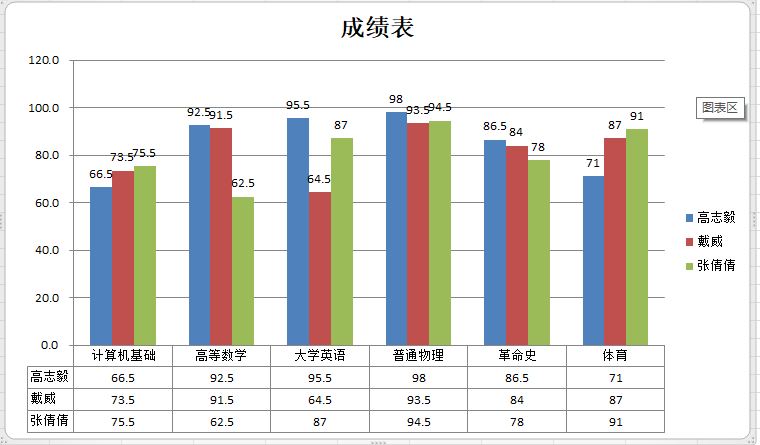 成绩表
120.0
100.0
80.0
60.0
40.0
20.0
0.0
66.5 73.5 75.5
92.5 91.5 62.5
95.5 64.5 87
98 93.5 94.5
86.5 84 78
71 87 91
图表区
高志毅
戴威
张倩倩
计算机基础 高等数学 大学英语 普通物理 革命史 体育
高志毅 66.5 92.5 95.5 98 86.5 71
戴威 73.5 91.5 64.5 93.5 84 87
张倩倩 75.5 62.5 87 94.5 78 91